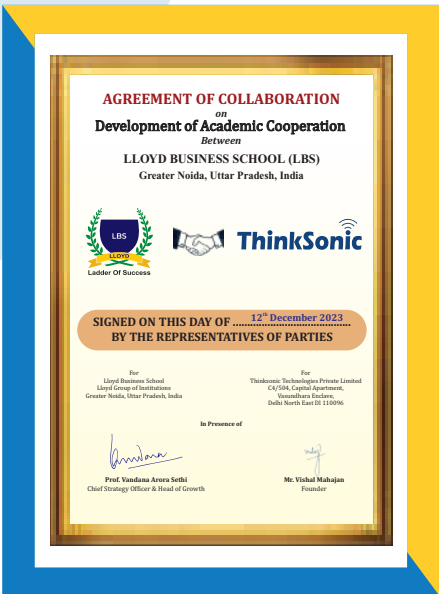 AGREEMENT OF COLLABORATION
on
Development of Academic Cooperation
Between
LLOYD BUSINESS SCHOOL (LBS)
Greater Noida, Uttar Pradesh, India
LBS
LLOYD
Ladder Of Success
ThinkSonic
SIGNED ON THIS DAY OF 12th December 2023
BY THE REPRESENTATIVES OF PARTIES
For
Lloyd Business School
Lloyd Group of Institutions
Greater Noida, Uttar Pradesh, India
For
Thinksonic Technologies Private Limited
C4/504, Capital Apartment,
Vasundhara Enclave,
Delhi North East Dl 110096
In Presence of
Prof. Vandana Arora Sethi
Chief Strategy Officer & Head of Growth
Mr. Vishal Mahajan
Founder